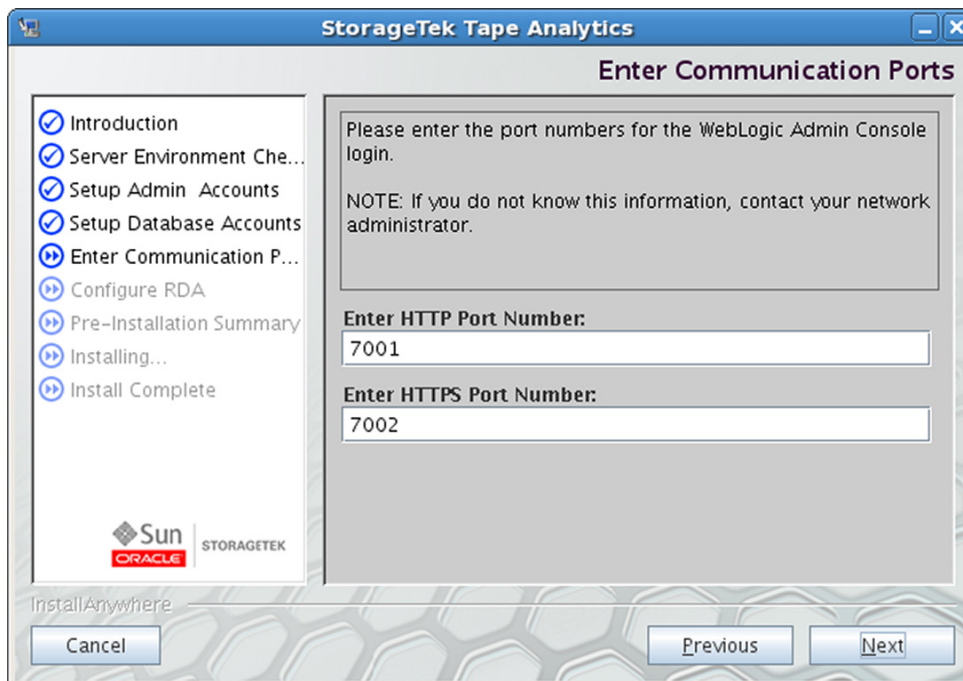 StorageTek Tape Analytics
Enter Communication Ports
Introduction
Server Environment Che...
Setup Admin Accounts
Setup Database Accounts
Enter Communication P...
Configure RDA
Pre-Installation Summary
Installing...
Install Complete
Sun
ORACLE
STORAGETEK
Please enter the port numbers for the WebLogic Admin Console
login.
NOTE: If you do not know this information, contact your network
administrator.
Enter HTTP Port Number:
7001
Enter HTTPS Port Number:
7002
InstallAnywhere
Cancel
Previous
Next